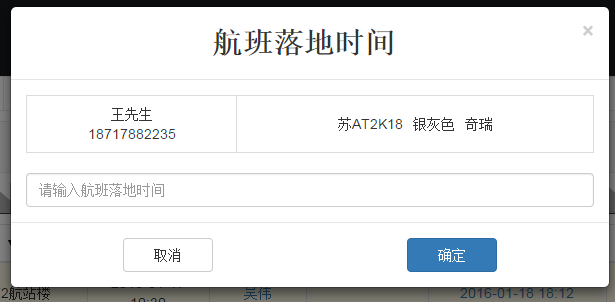 航班落地时间
×
王先生
18717882235
苏AT2K18 银灰色 奇瑞
请输入航班落地时间
取消
确定
2航站楼
吴伟
2016-01-18 18:12